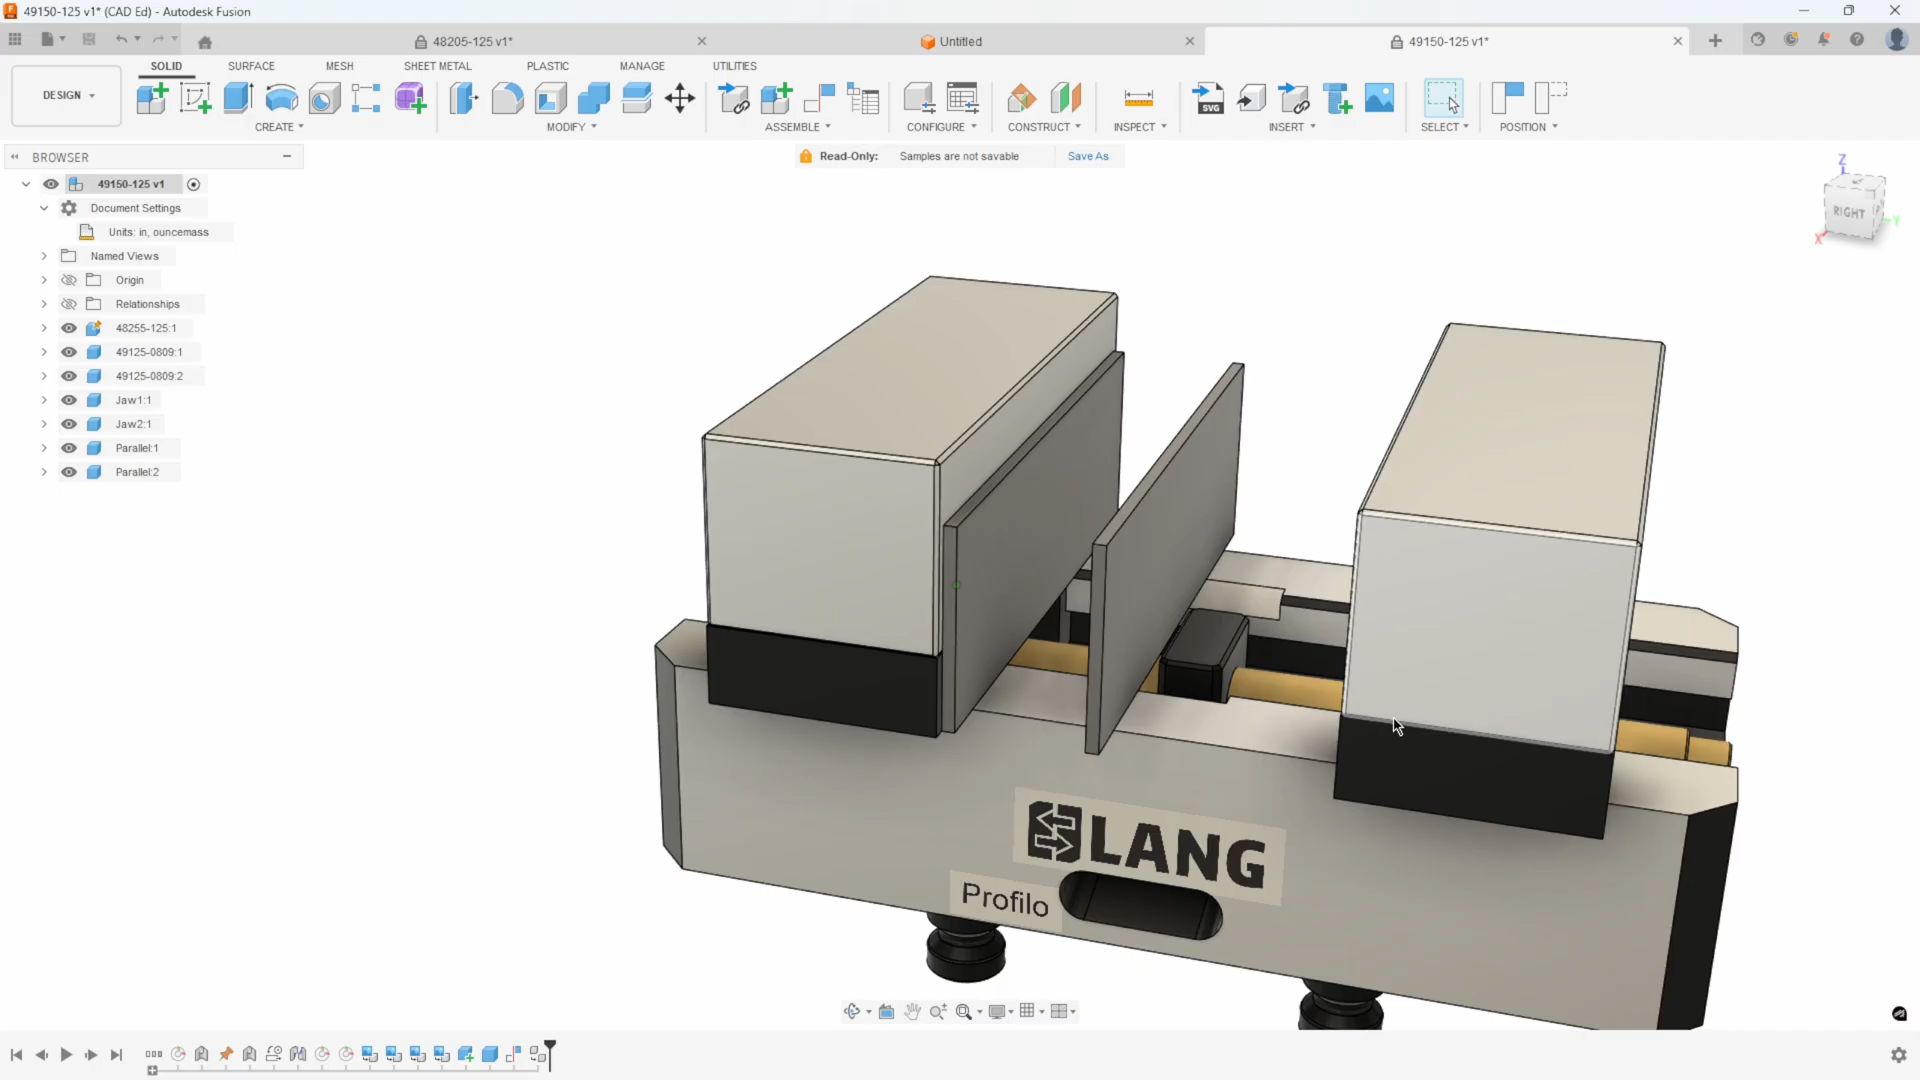 49150-125 v1* (CAD Ed) - Autodesk Fusion
48205-125 v1*
Untitled
49150-125 v1*
DESIGN
SOLID
SURFACE
MESH
SHEET METAL
PLASTIC
MANAGE
UTILITIES
SVG
CREATE
MODIFY
ASSEMBLE
CONFIGURE
CONSTRUCT
INSPECT
INSERT
SELECT
POSITION
BROWSER
Read-Only: Samples are not savable Save As
49150-125 v1
Document Settings
Units: in, ouncemass
Named Views
Origin
Relationships
48255-125:1
49125-0809:1
49125-0809:2
Jaw1:1
Jaw2:1
Parallel:1
Parallel:2
Z
RIGHT
Y
X
LANG
Profilo